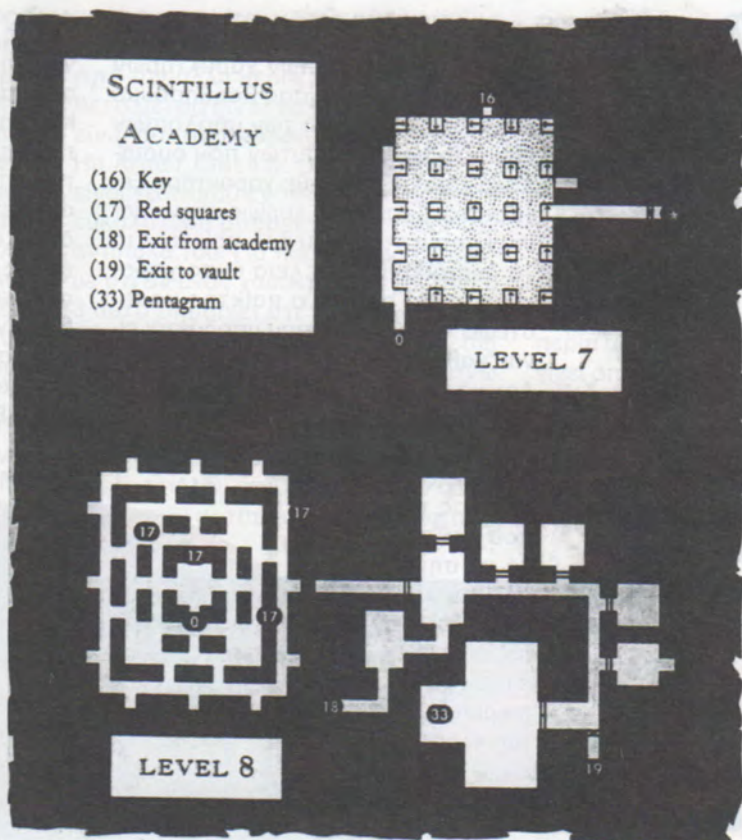 SCINTILLUS
ACADEMY
(16) Key
(17) Red squares
(18) Exit from academy
(19) Exit to vault
(33) Pentagram
16
0
LEVEL 7
17
17
17
0
17
18
33
19
LEVEL 8